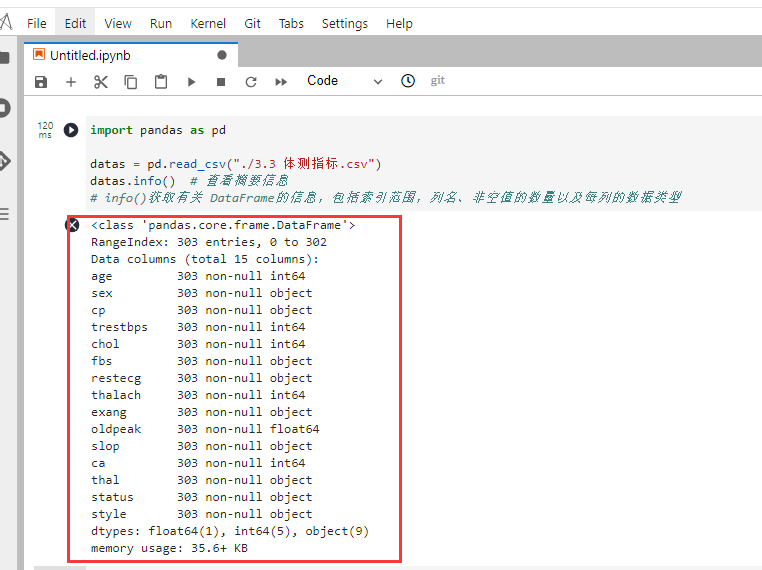 File Edit View Run Kernel Git Tabs Settings Help
Untitled.ipynb
Code git
120
ms
import pandas as pd
datas = pd.read_csv("./3.3 体测指标.csv")
datas.info() # 查看摘要信息
# info()获取有关 DataFrame的信息，包括索引范围，列名、非空值的数量以及每列的数据类型
<class 'pandas.core.frame.DataFrame'>
RangeIndex: 303 entries, 0 to 302
Data columns (total 15 columns):
age 303 non-null int64
sex 303 non-null object
cp 303 non-null object
trestbps 303 non-null int64
chol 303 non-null int64
fbs 303 non-null object
restecg 303 non-null object
thalach 303 non-null int64
exang 303 non-null object
oldpeak 303 non-null float64
slop 303 non-null object
ca 303 non-null int64
thal 303 non-null object
status 303 non-null object
style 303 non-null object
dtypes: float64(1), int64(5), object(9)
memory usage: 35.6+ KB